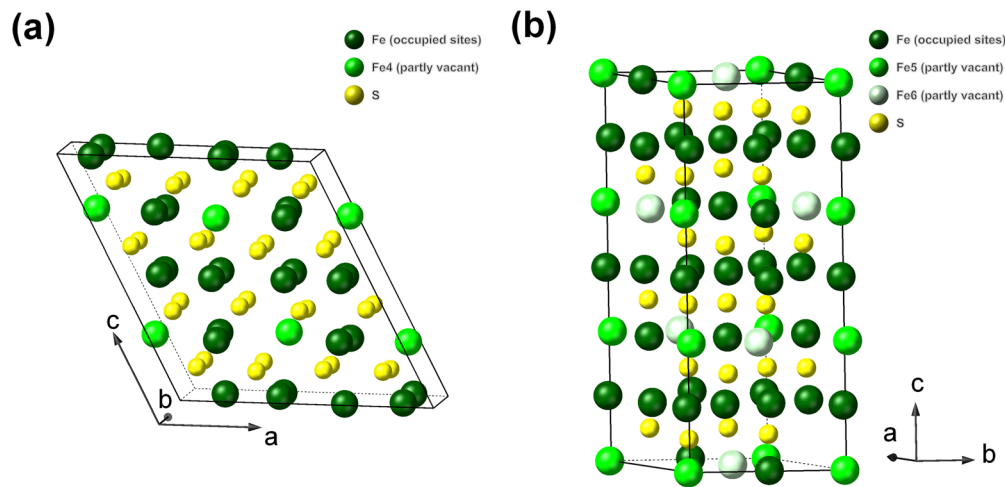 (a)
Fe (occupied sites)
Fe4 (partly vacant)
S
c
b
a
(b)
Fe (occupied sites)
Fe5 (partly vacant)
Fe6 (partly vacant)
S
c
a
b